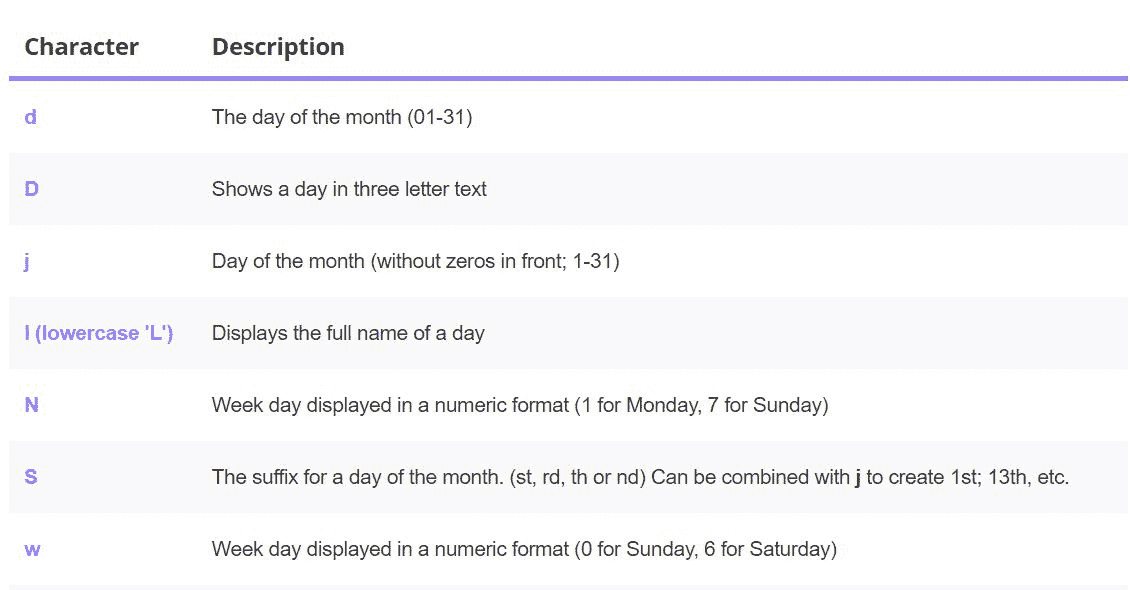 Character Description
d The day of the month (01-31)
D Shows a day in three letter text
j Day of the month (without zeros in front; 1-31)
l (lowercase 'L') Displays the full name of a day
N Week day displayed in a numeric format (1 for Monday, 7 for Sunday)
S The suffix for a day of the month. (st, rd, th or nd) Can be combined with j to create 1st; 13th, etc.
w Week day displayed in a numeric format (0 for Sunday, 6 for Saturday)